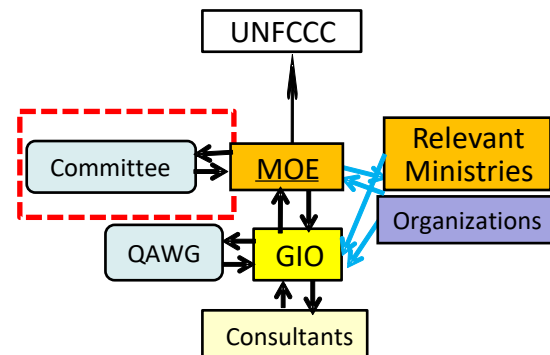 UNFCCC
Committee
MOE
Relevant
Ministries
Organizations
QAWG
GIO
Consultants